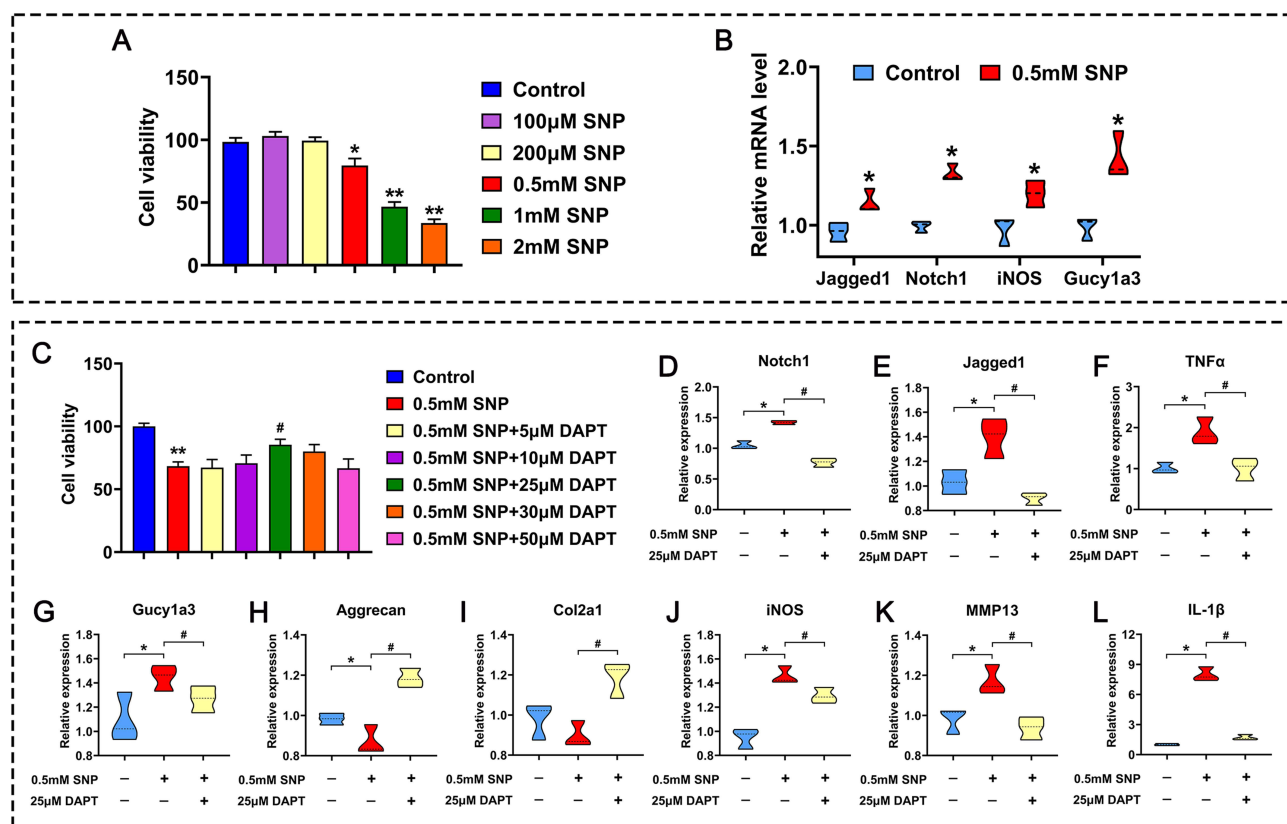 A
Cell viability
150
100
50
0
*
**
**
Control
100μM SNP
200μM SNP
0.5mM SNP
1mM SNP
2mM SNP
B
Relative mRNA level
2.0
1.5
1.0
Control
0.5mM SNP
*
*
*
*
Jagged1 Notch1 iNOS Gucy1a3
C
Cell viability
150
100
50
0
**
#
Control
0.5mM SNP
0.5mM SNP+5μM DAPT
0.5mM SNP+10μM DAPT
0.5mM SNP+25μM DAPT
0.5mM SNP+30μM DAPT
0.5mM SNP+50μM DAPT
D
Notch1
Relative expression
2.0
1.5
1.0
0.5
0.0
* #
0.5mM SNP − + +
25μM DAPT − − +
E
Jagged1
Relative expression
1.8
1.6
1.4
1.2
1.0
0.8
* #
0.5mM SNP − + +
25μM DAPT − − +
F
TNFα
Relative expression
3
2
1
0
* #
0.5mM SNP − + +
25μM DAPT − − +
G
Gucy1a3
Relative expression
1.8
1.6
1.4
1.2
1.0
0.8
* #
0.5mM SNP − + +
25μM DAPT − − +
H
Aggrecan
Relative expression
1.4
1.2
1.0
0.8
* #
0.5mM SNP − + +
25μM DAPT − − +
I
Col2a1
Relative expression
1.4
1.2
1.0
0.8
#
0.5mM SNP − + +
25μM DAPT − − +
J
iNOS
Relative expression
1.8
1.6
1.4
1.2
1.0
0.8
* #
0.5mM SNP − + +
25μM DAPT − − +
K
MMP13
Relative expression
1.4
1.2
1.0
0.8
* #
0.5mM SNP − + +
25μM DAPT − − +
L
IL-1β
Relative expression
12
9
6
3
0
* #
0.5mM SNP − + +
25μM DAPT − − +